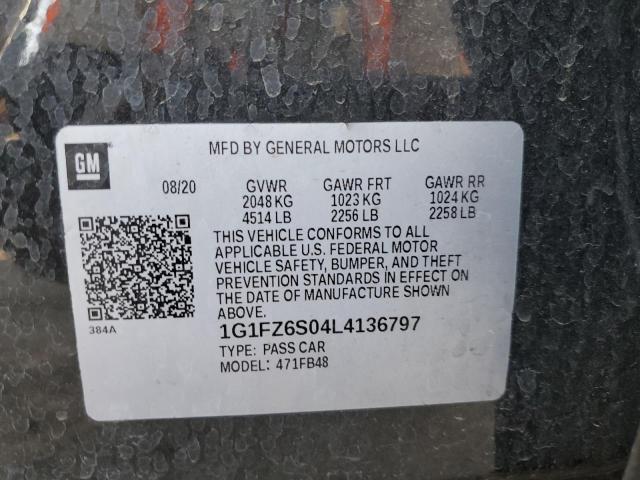 GM
MFD BY GENERAL MOTORS LLC
08/20 GVWR GAWR FRT GAWR RR
2048 KG 1023 KG 1024 KG
4514 LB 2256 LB 2258 LB
THIS VEHICLE CONFORMS TO ALL
APPLICABLE U.S. FEDERAL MOTOR
VEHICLE SAFETY, BUMPER, AND THEFT
PREVENTION STANDARDS IN EFFECT ON
THE DATE OF MANUFACTURE SHOWN
ABOVE.
384A
1G1FZ6S04L4136797
TYPE: PASS CAR
MODEL: 471FB48